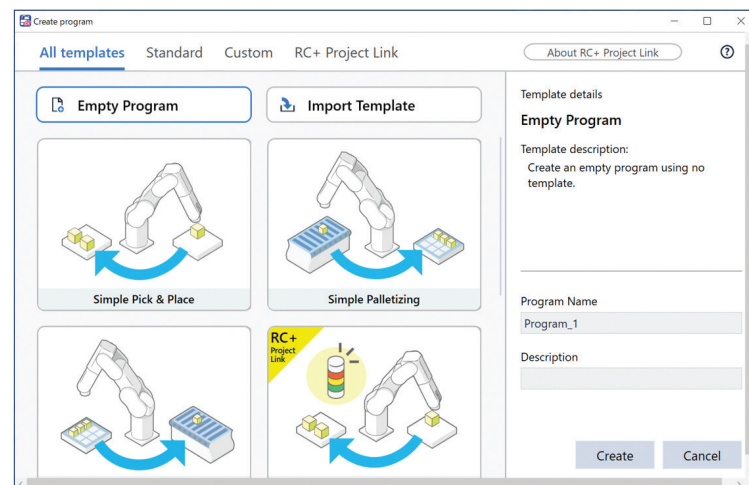 Create program
All templates Standard Custom RC+ Project Link
About RC+ Project Link
Empty Program
Import Template
Simple Pick & Place
Simple Palletizing
RC+
Project
Link
Template details
Empty Program
Template description:
Create an empty program using no
template.
Program Name
Program_1
Description
Create
Cancel